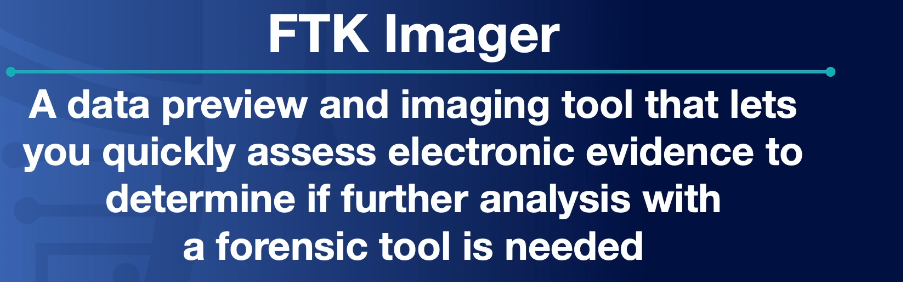 FTK Imager
A data preview and imaging tool that lets
you quickly assess electronic evidence to
determine if further analysis with
a forensic tool is needed